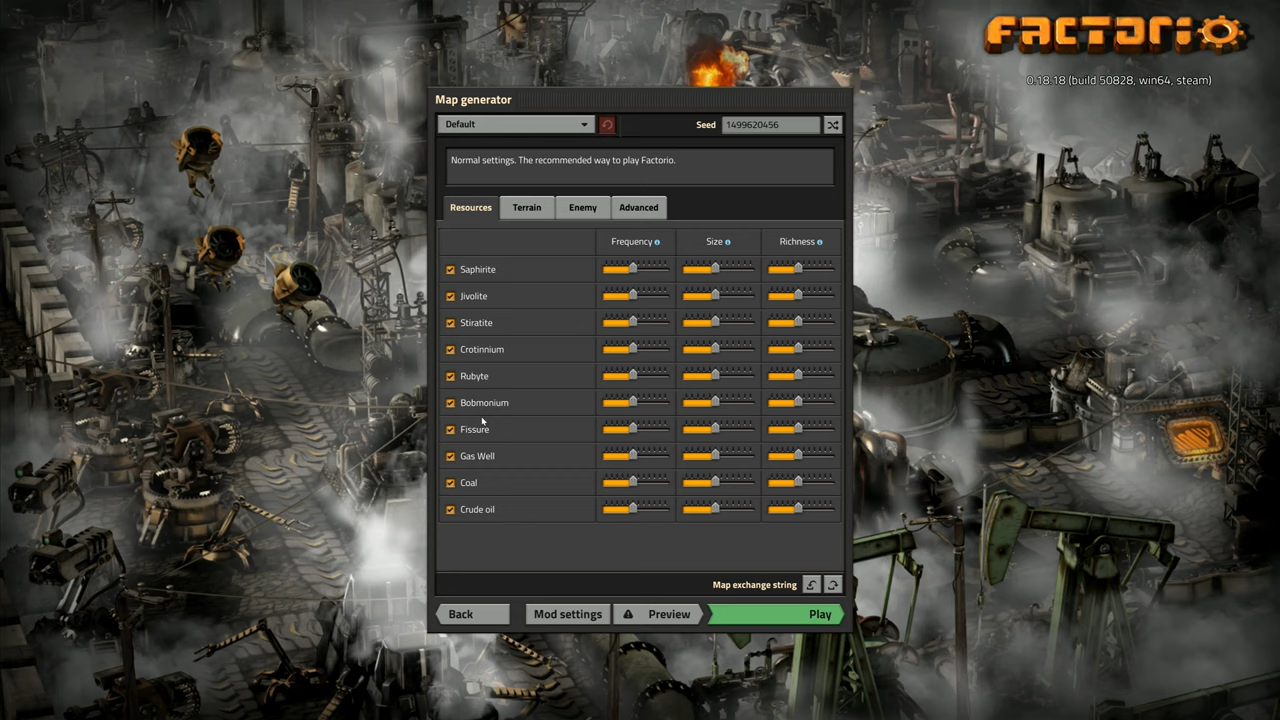 FACTORIO
0.18.18 (build 50828, win64, steam)
Map generator
Default
Seed 1499620456
Normal settings. The recommended way to play Factorio.
Resources Terrain Enemy Advanced
Frequency Size Richness
Saphirite
Jivolite
Stiratite
Crotinnium
Rubyte
Bobmonium
Fissure
Gas Well
Coal
Crude oil
Map exchange string
Back Mod settings Preview Play